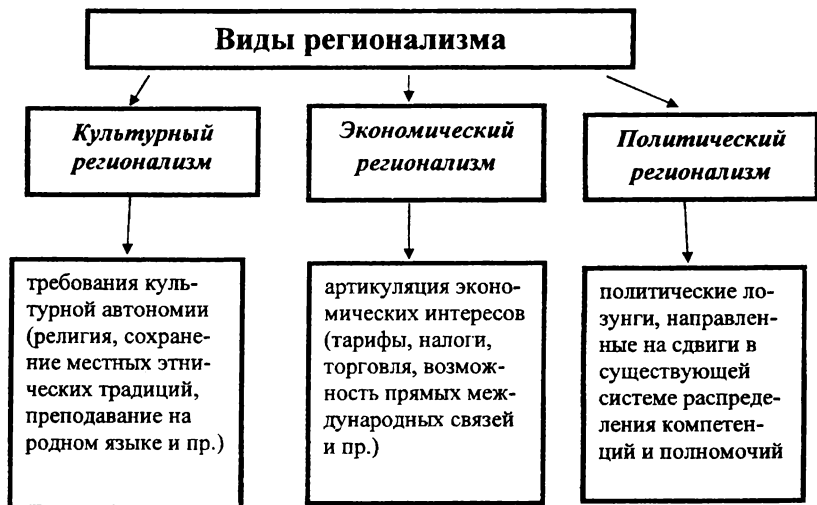 Виды регионализма
Культурный
регионализм
Экономический
регионализм
Политический
регионализм
требования куль-
турной автономии
(религия, сохране-
ние местных этни-
ческих традиций,
преподавание на
родном языке и пр.)
артикуляция эконо-
мических интересов
(тарифы, налоги,
торговля, возмож-
ность прямых меж-
дународных связей
и пр.)
политические ло-
зунги, направлен-
ные на сдвиги в
существующей
системе распреде-
ления компетен-
ций и полномочий